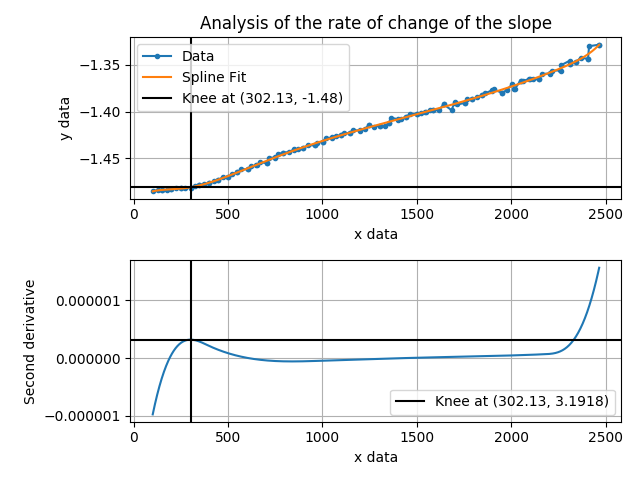 Analysis of the rate of change of the slope
Data
Spline Fit
Knee at (302.13, -1.48)
−1.35
−1.40
−1.45
y data
0 500 1000 1500 2000 2500
x data
0.000001
0.000000
−0.000001
Second derivative
Knee at (302.13, 3.1918)
0 500 1000 1500 2000 2500
x data